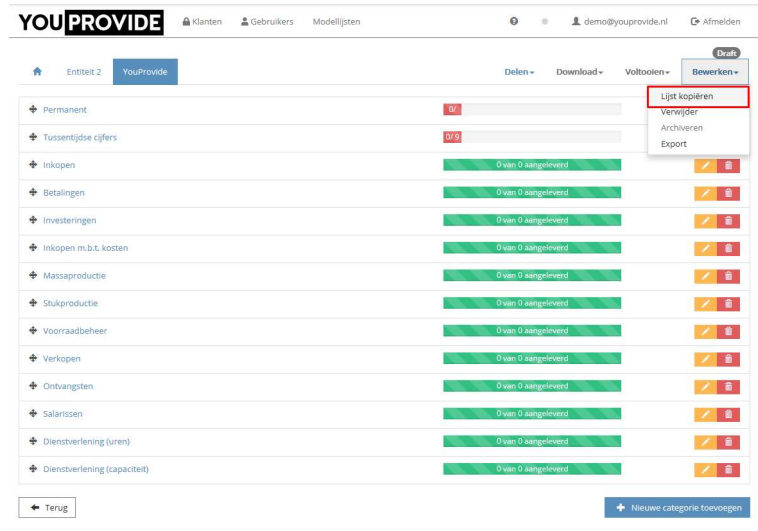 YOUPROVIDE Klanten Gebruikers Modellijsten demo@youprovide.nl Afmelden
Draft
Entiteit 2 YouProvide Delen Download Voltooien Bewerken
Lijst kopiëren
Verwijder
Archiveren
Export
Permanent 0/
Tussentijdse cijfers 0/ 9
Inkopen 0 van 0 aangeleverd
Betalingen 0 van 0 aangeleverd
Investeringen 0 van 0 aangeleverd
Inkopen m.b.t. kosten 0 van 0 aangeleverd
Massaproductie 0 van 0 aangeleverd
Stukproductie 0 van 0 aangeleverd
Voorraadbeheer 0 van 0 aangeleverd
Verkopen 0 van 0 aangeleverd
Ontvangsten 0 van 0 aangeleverd
Salarissen 0 van 0 aangeleverd
Dienstverlening (uren) 0 van 0 aangeleverd
Dienstverlening (capaciteit) 0 van 0 aangeleverd
Terug Nieuwe categorie toevoegen